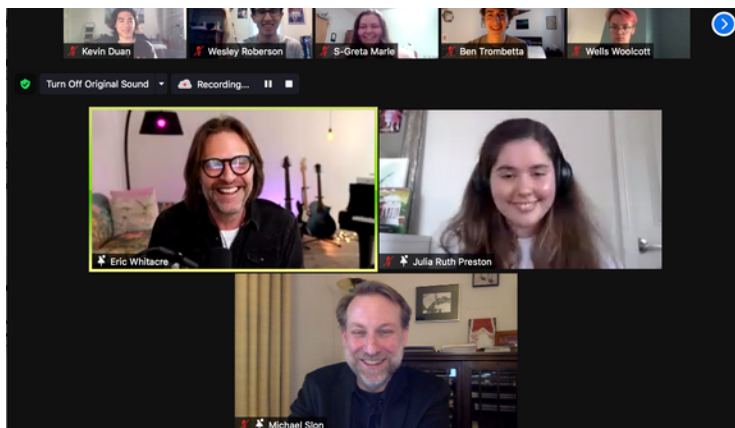 Kevin Duan
Wesley Roberson
S-Greta Marle
Ben Trombetta
Wells Woolcott
Turn Off Original Sound
Recording...
Eric Whitacre
Julia Ruth Preston
Michael Slon